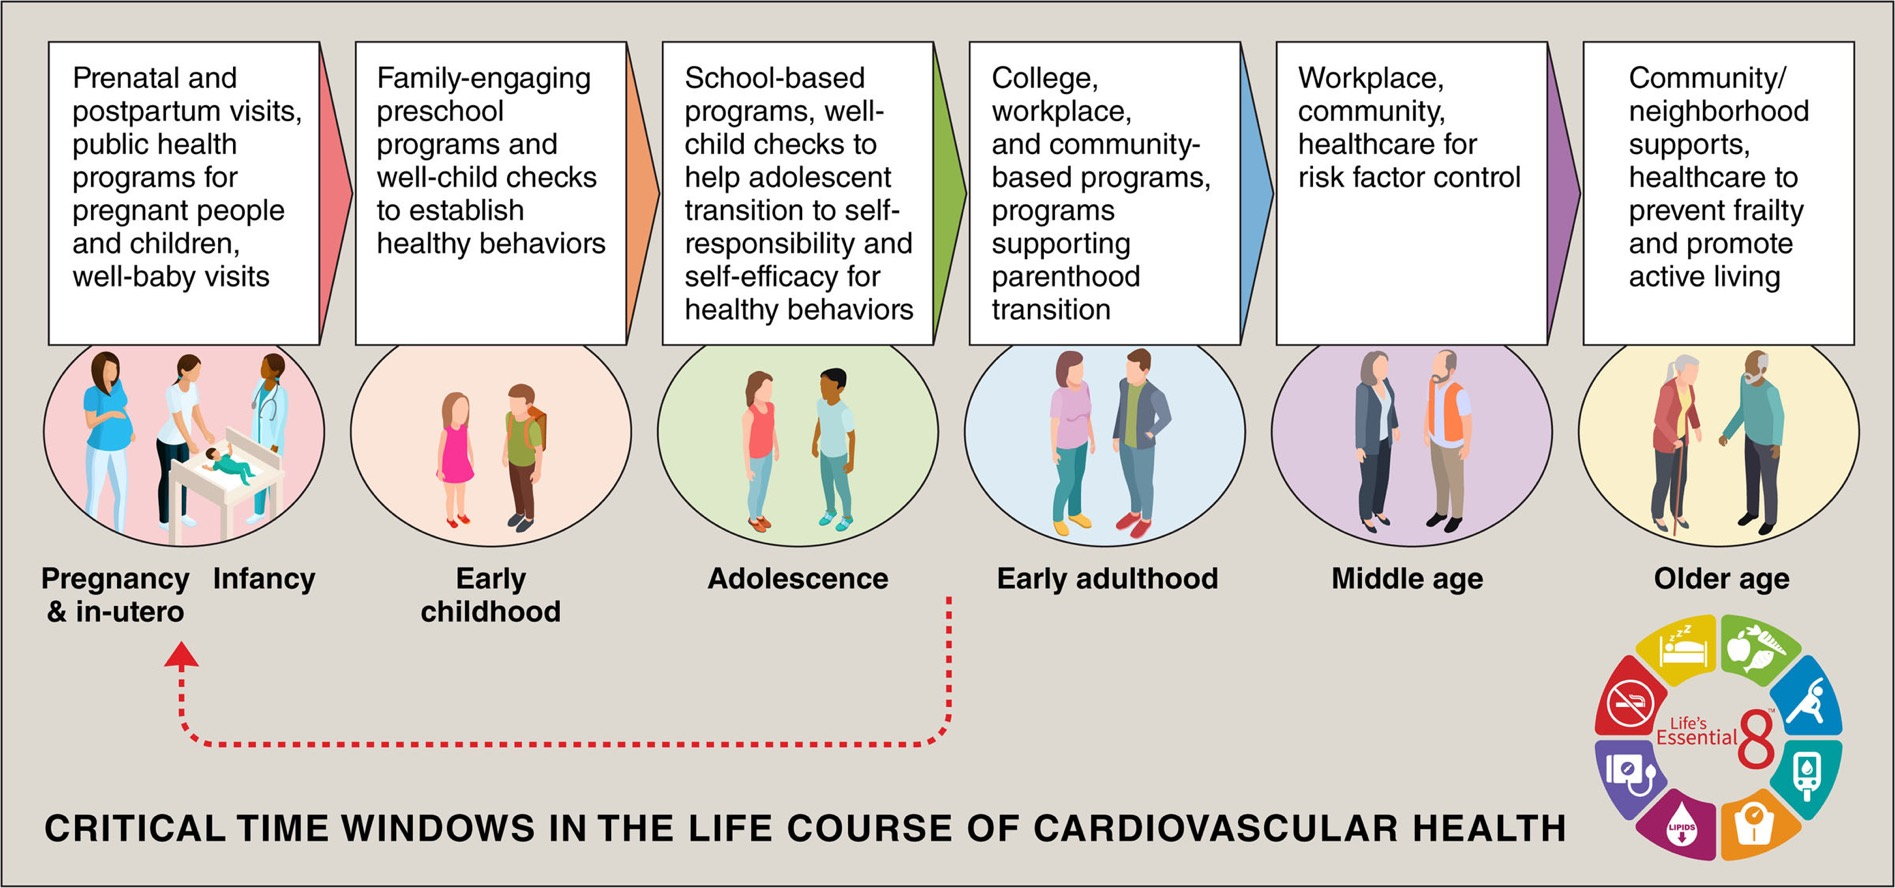 Prenatal and
postpartum visits,
public health
programs for
pregnant people
and children,
well-baby visits
Family-engaging
preschool
programs and
well-child checks
to establish
healthy behaviors
School-based
programs, well-
child checks to
help adolescent
transition to self-
responsibility and
self-efficacy for
healthy behaviors
College,
workplace,
and community-
based programs,
programs
supporting
parenthood
transition
Workplace,
community,
healthcare for
risk factor control
Community/
neighborhood
supports,
healthcare to
prevent frailty
and promote
active living
Pregnancy
& in-utero
Infancy
Early
childhood
Adolescence
Early adulthood
Middle age
Older age
zzz
Life's
Essential 8™
LIPIDS
CRITICAL TIME WINDOWS IN THE LIFE COURSE OF CARDIOVASCULAR HEALTH